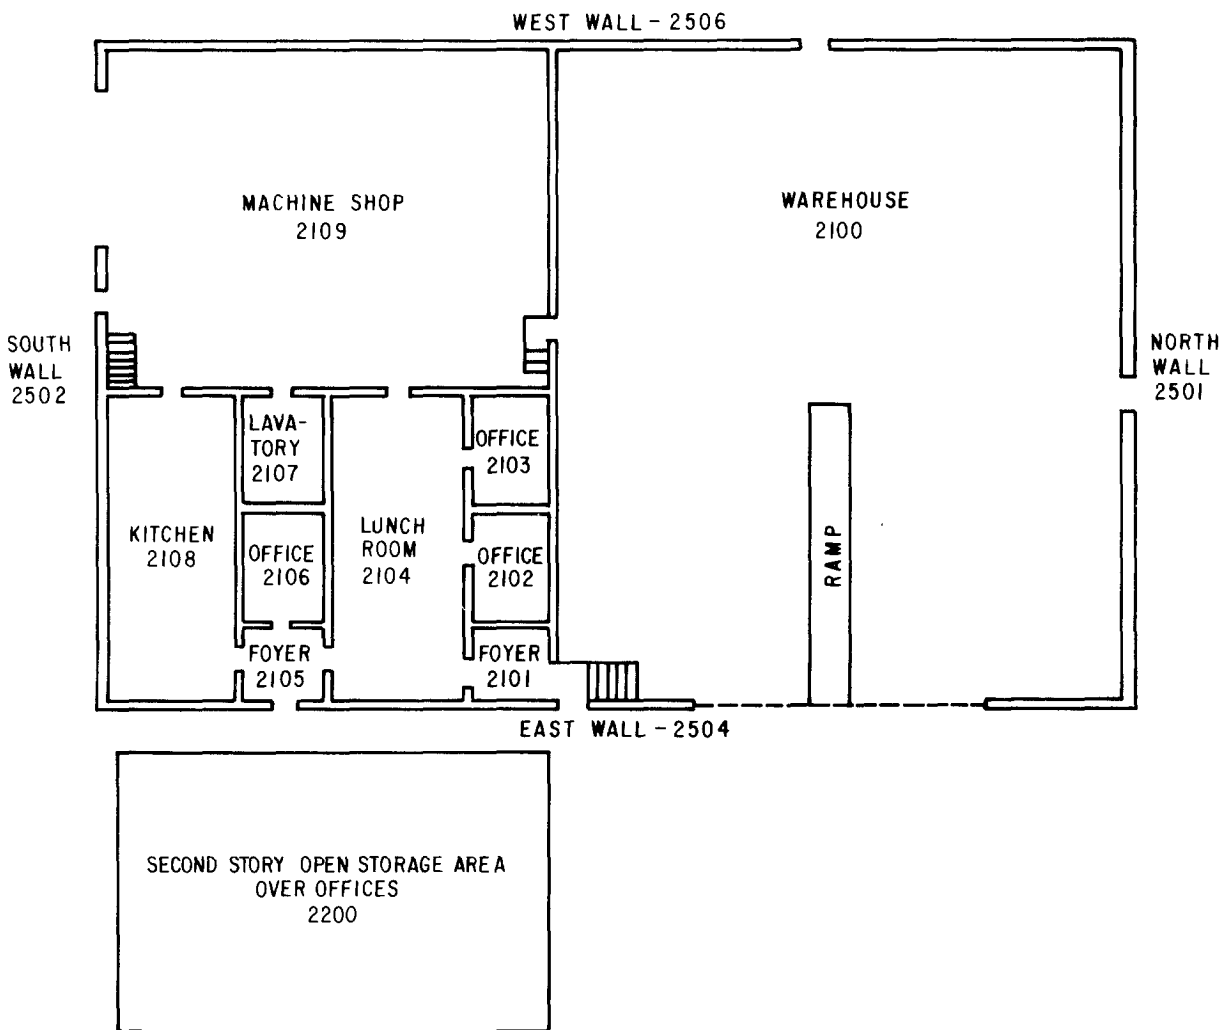 WEST WALL - 2506
MACHINE SHOP
2109
WAREHOUSE
2100
SOUTH
WALL
2502
NORTH
WALL
2501
LAVA-
TORY
2107
OFFICE
2103
KITCHEN
2108
OFFICE
2106
LUNCH
ROOM
2104
OFFICE
2102
RAMP
FOYER
2105
FOYER
2101
EAST WALL - 2504
SECOND STORY OPEN STORAGE AREA
OVER OFFICES
2200